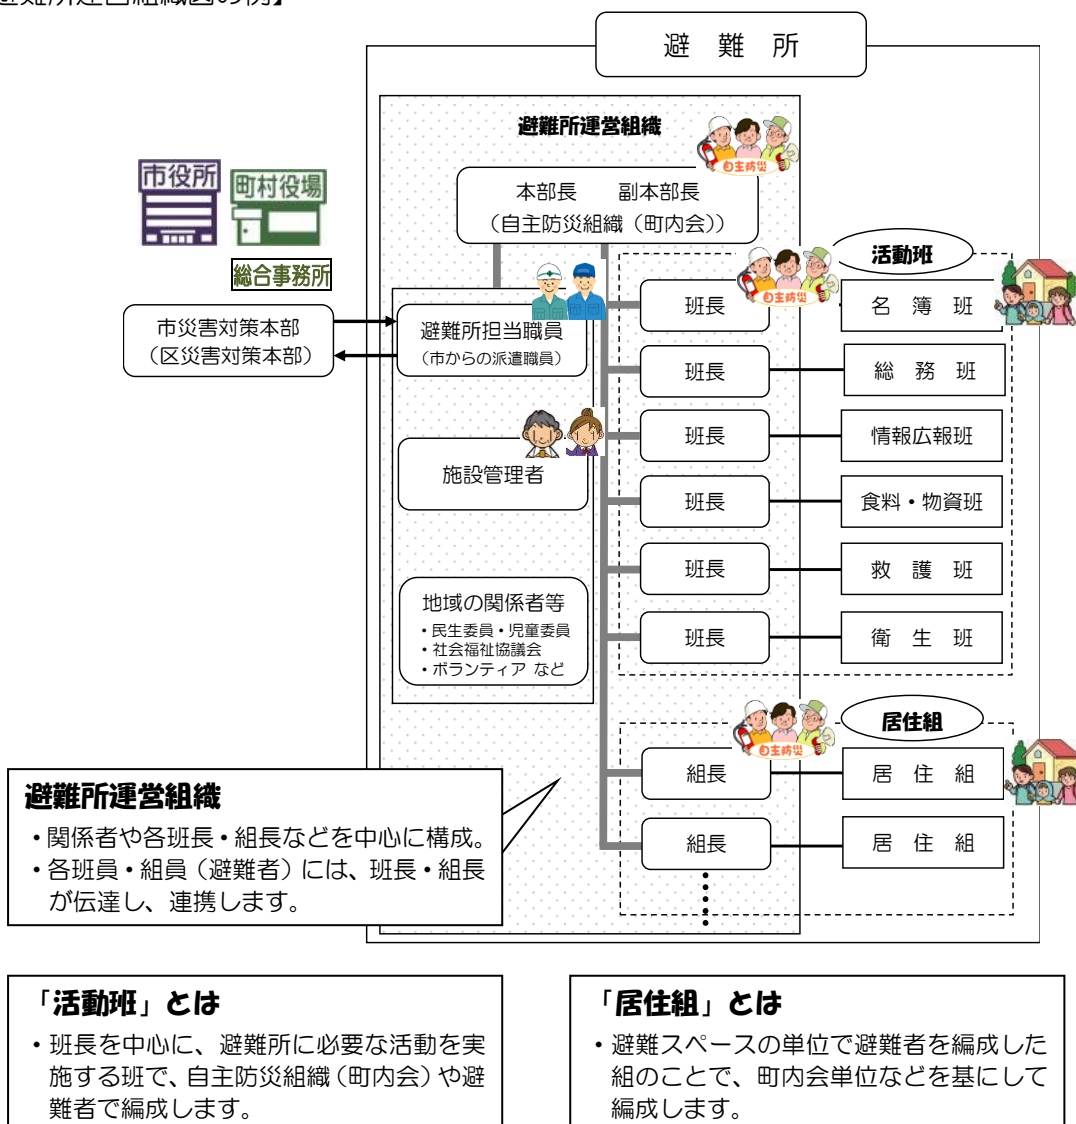 避難所運営組織図の例】
避　難　所
避難所運営組織
自主防災
本部長　　副本部長
（自主防災組織（町内会））
市役所
町村役場
総合事務所
市災害対策本部
（区災害対策本部）
避難所担当職員
（市からの派遣職員）
施設管理者
地域の関係者等
・民生委員・児童委員
・社会福祉協議会
・ボランティア など
活動班
自主防災
班長
名　簿　班
班長
総　務　班
班長
情報広報班
班長
食料・物資班
班長
救　護　班
班長
衛　生　班
居住組
自主防災
組長
居　住　組
組長
居　住　組
避難所運営組織
・関係者や各班長・組長などを中心に構成。
・各班員・組員（避難者）には、班長・組長
が伝達し、連携します。
「活動班」とは
・班長を中心に、避難所に必要な活動を実
施する班で、自主防災組織（町内会）や避
難者で編成します。
「居住組」とは
・避難スペースの単位で避難者を編成した
組のことで、町内会単位などを基にして
編成します。